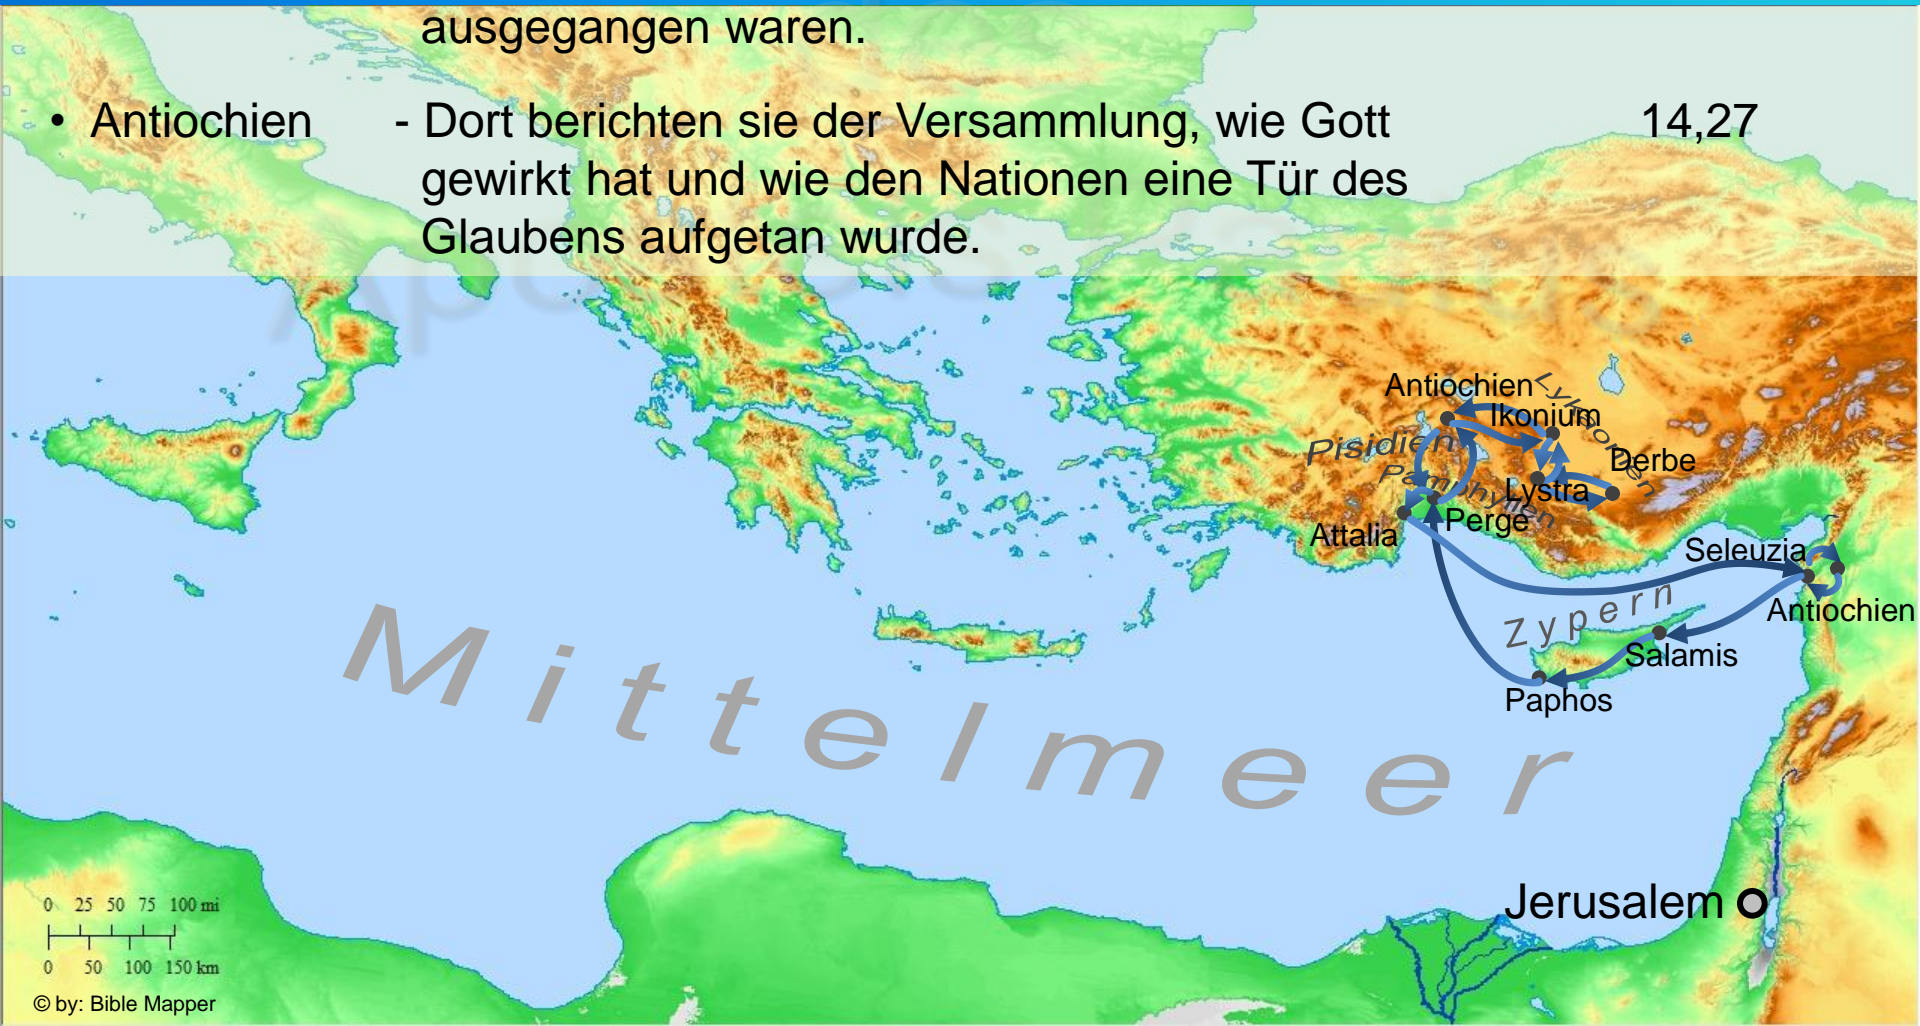 ausgegangen waren.
• Antiochien - Dort berichten sie der Versammlung, wie Gott 14,27
gewirkt hat und wie den Nationen eine Tür des
Glaubens aufgetan wurde.
Antiochien
Lykaonien
Ikonium
Pisidien
Derbe
Pamphylien
Lystra
Perge
Attalia
Seleuzia
Zypern
Antiochien
Salamis
Paphos
Mittelmeer
Jerusalem
0 25 50 75 100 mi
0 50 100 150 km
© by: Bible Mapper